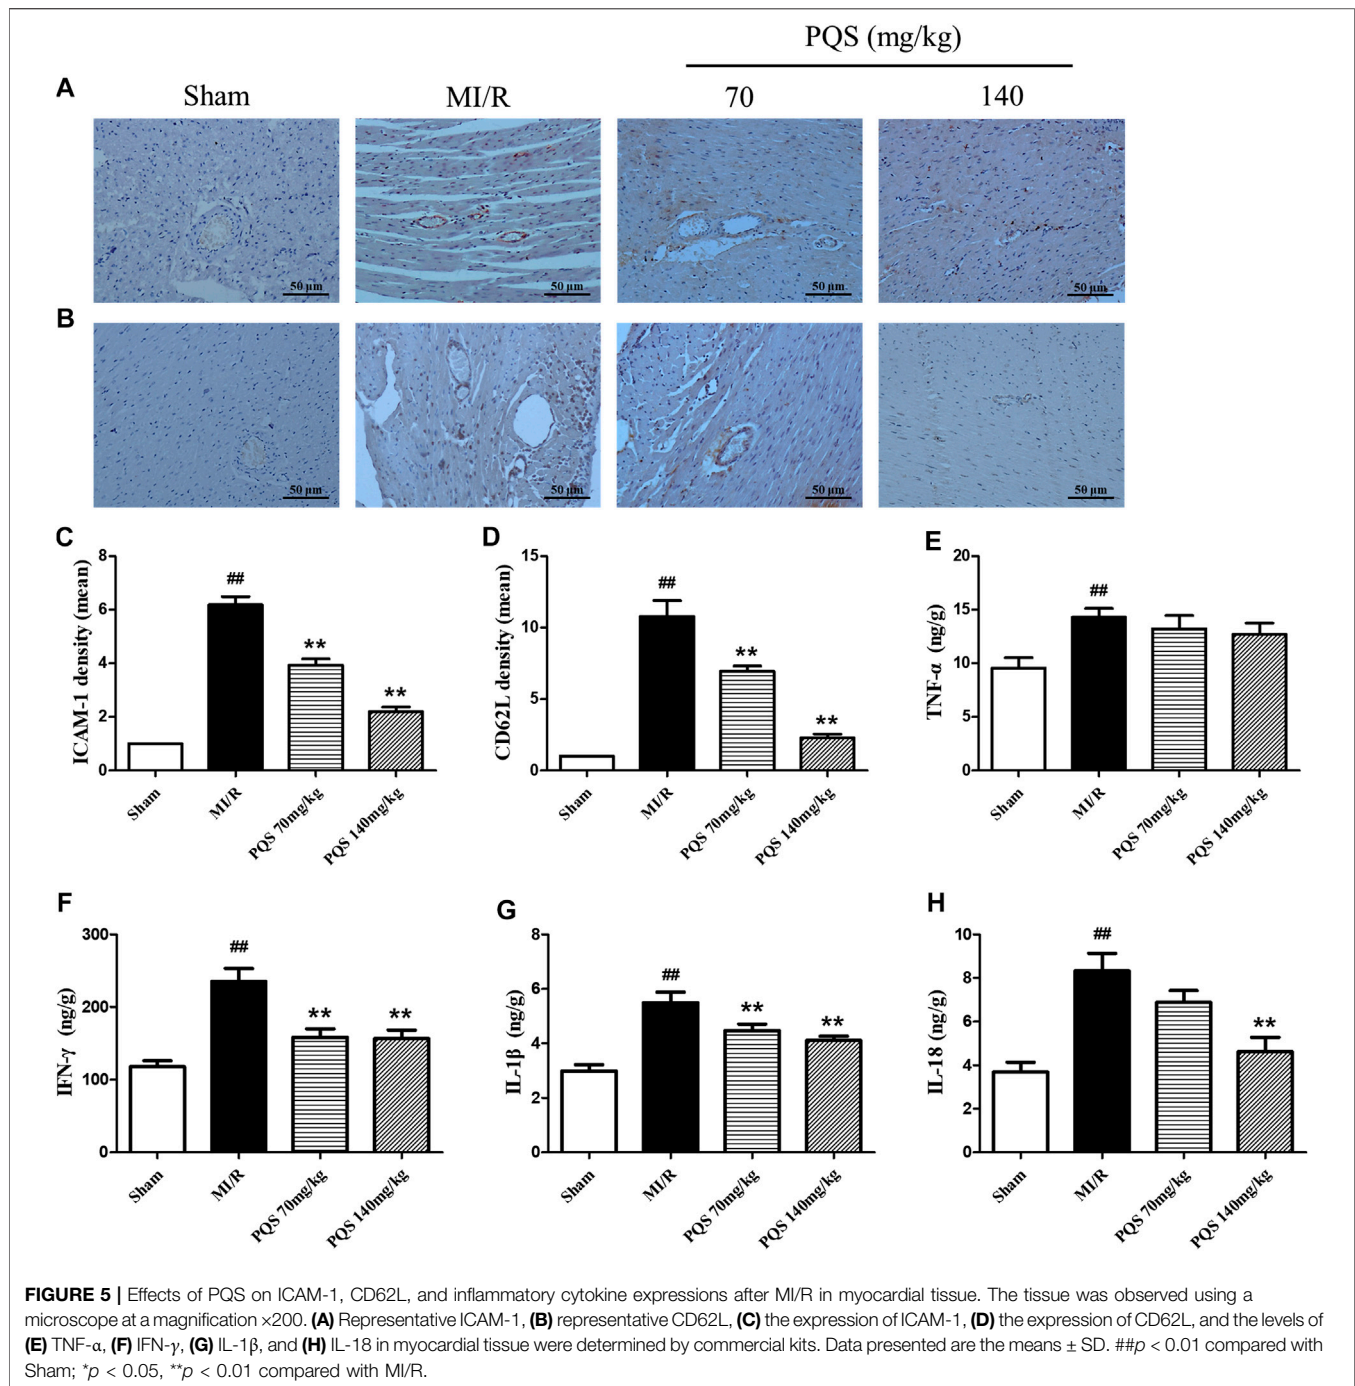 PQS (mg/kg)
A
Sham
MI/R
70
140
50 μm
50 μm
50 μm
50 μm
B
50 μm
50 μm
50 μm
50 μm
C
ICAM-1 density (mean)
8
6
4
2
0
##
**
**
Sham
MI/R
PQS 70mg/kg
PQS 140mg/kg
D
CD62L density (mean)
15
10
5
0
##
**
**
Sham
MI/R
PQS 70mg/kg
PQS 140mg/kg
E
TNF-α (ng/g)
20
15
10
5
0
##
Sham
MI/R
PQS 70mg/kg
PQS 140mg/kg
F
IFN-γ (ng/g)
300
200
100
0
##
**
**
Sham
MI/R
PQS 70mg/kg
PQS 140mg/kg
G
IL-1β (ng/g)
8
6
4
2
0
##
**
**
Sham
MI/R
PQS 70mg/kg
PQS 140mg/kg
H
IL-18 (ng/g)
10
8
6
4
2
0
##
**
Sham
MI/R
PQS 70mg/kg
PQS 140mg/kg
FIGURE 5 | Effects of PQS on ICAM-1, CD62L, and inflammatory cytokine expressions after MI/R in myocardial tissue. The tissue was observed using a
microscope at a magnification ×200. (A) Representative ICAM-1, (B) representative CD62L, (C) the expression of ICAM-1, (D) the expression of CD62L, and the levels of
(E) TNF-α, (F) IFN-γ, (G) IL-1β, and (H) IL-18 in myocardial tissue were determined by commercial kits. Data presented are the means ± SD. ##p < 0.01 compared with
Sham; *p < 0.05, **p < 0.01 compared with MI/R.